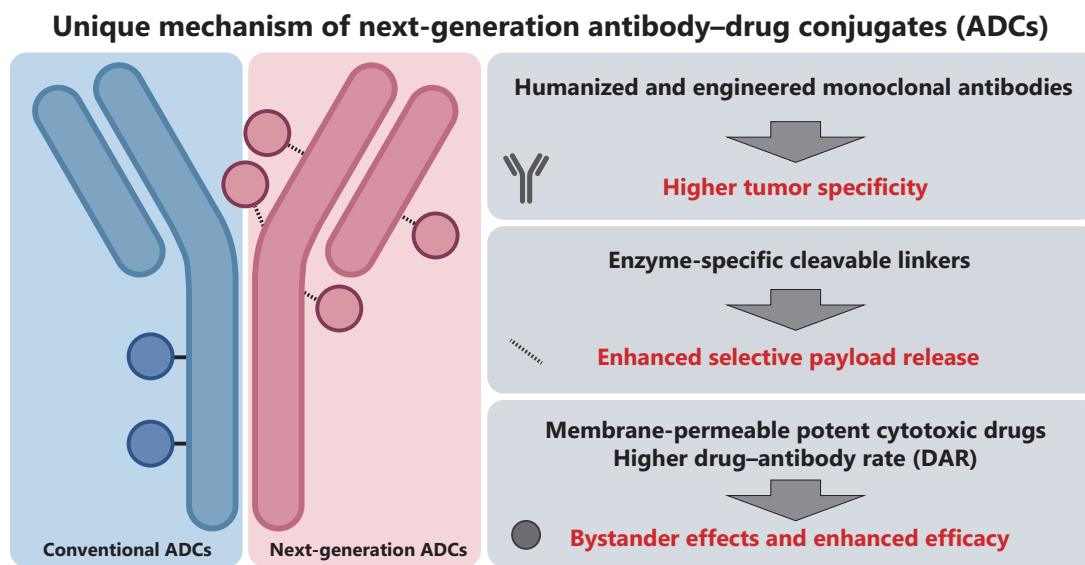 Unique mechanism of next-generation antibody–drug conjugates (ADCs)
Conventional ADCs
Next-generation ADCs
Humanized and engineered monoclonal antibodies
Higher tumor specificity
Enzyme-specific cleavable linkers
Enhanced selective payload release
Membrane-permeable potent cytotoxic drugs
Higher drug–antibody rate (DAR)
Bystander effects and enhanced efficacy